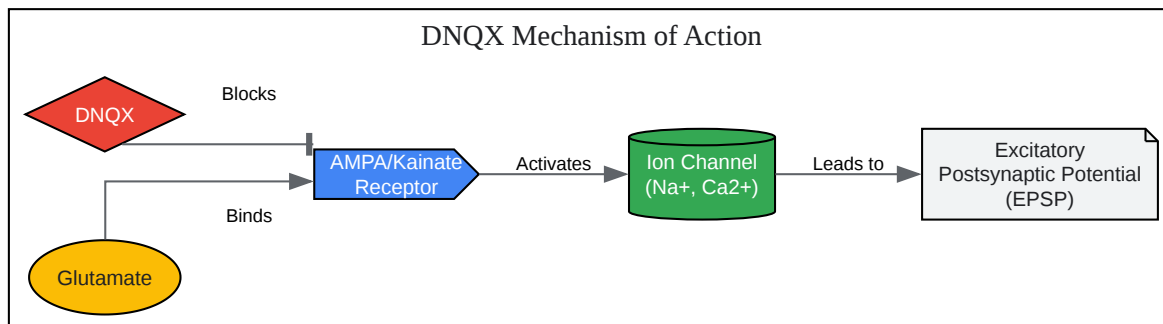 DNQX Mechanism of Action
DNQX
Blocks
AMPA/Kainate
Receptor
Activates
Ion Channel
(Na+, Ca2+)
Leads to
Excitatory
Postsynaptic Potential
(EPSP)
Binds
Glutamate